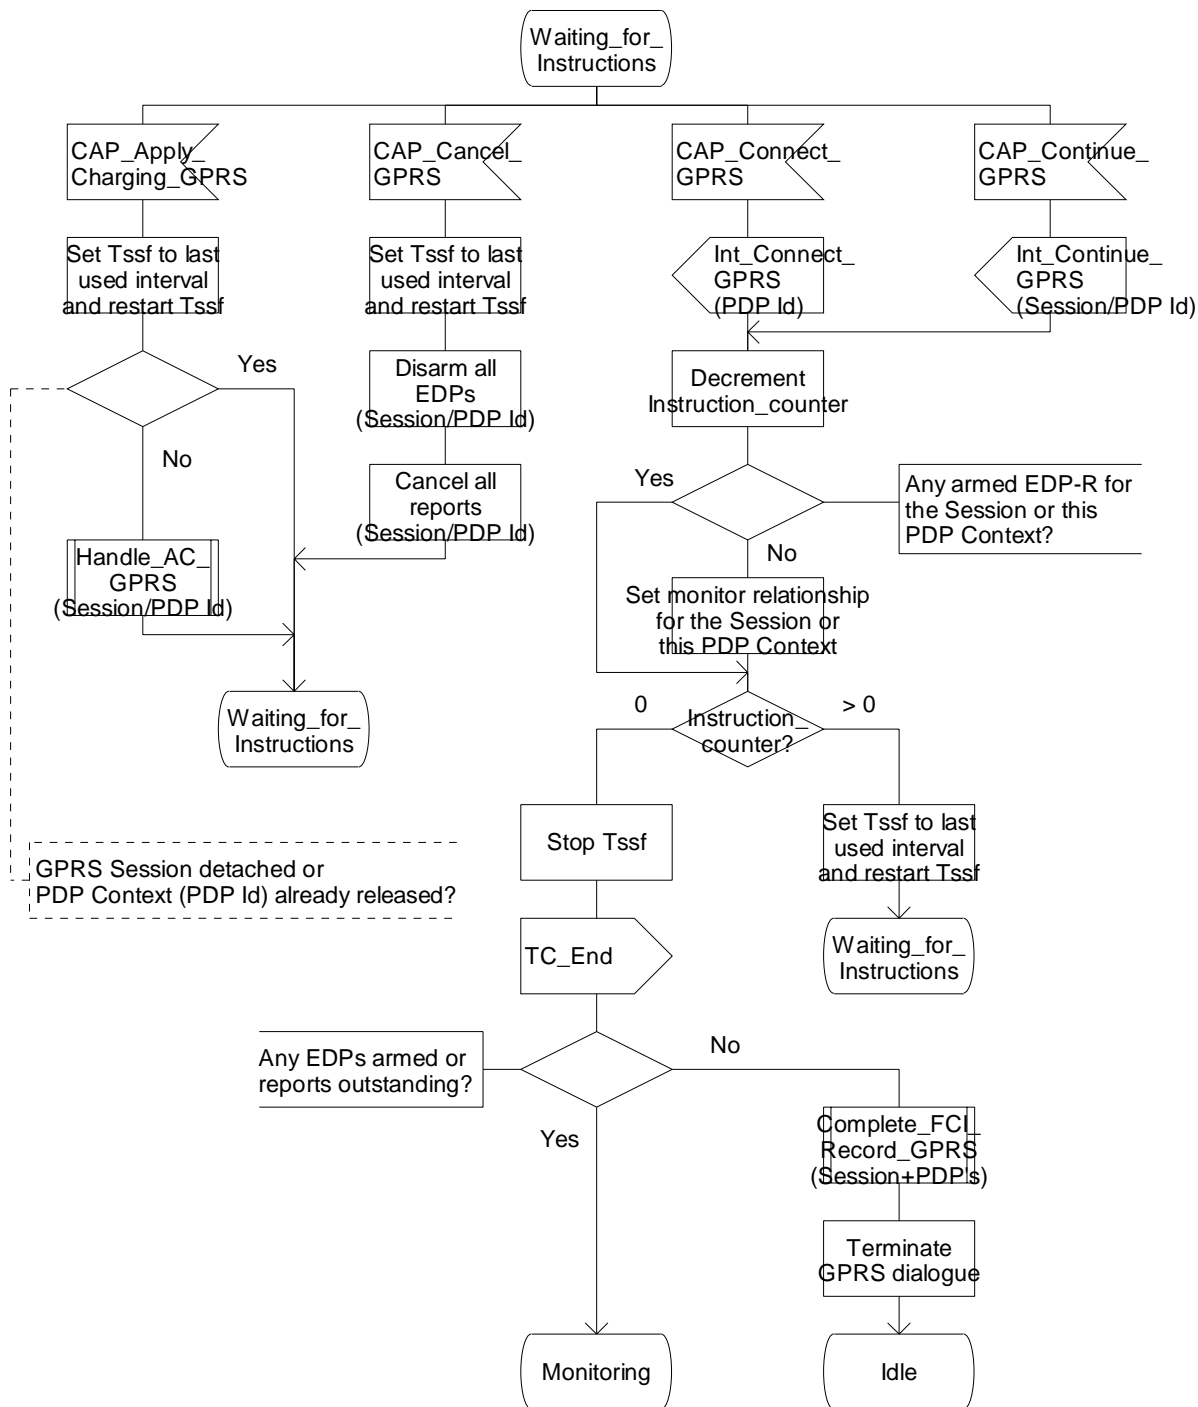 Waiting_for_
Instructions
CAP_Apply_
Charging_GPRS
CAP_Cancel_
GPRS
CAP_Connect_
GPRS
CAP_Continue_
GPRS
Set Tssf to last
used interval
and restart Tssf
Set Tssf to last
used interval
and restart Tssf
Int_Connect_
GPRS
(PDP Id)
Int_Continue_
GPRS
(Session/PDP Id)
Yes
No
Disarm all
EDPs
(Session/PDP Id)
Decrement
Instruction_counter
Cancel all
reports
(Session/PDP Id)
Yes
No
Any armed EDP-R for
the Session or this
PDP Context?
Handle_AC_
GPRS
(Session/PDP Id)
Set monitor relationship
for the Session or
this PDP Context
Waiting_for_
Instructions
0
Instruction_
counter?
> 0
Stop Tssf
Set Tssf to last
used interval
and restart Tssf
GPRS Session detached or
PDP Context (PDP Id) already released?
TC_End
Waiting_for_
Instructions
Any EDPs armed or
reports outstanding?
No
Yes
Complete_FCI_
Record_GPRS
(Session+PDP's)
Terminate
GPRS dialogue
Monitoring
Idle